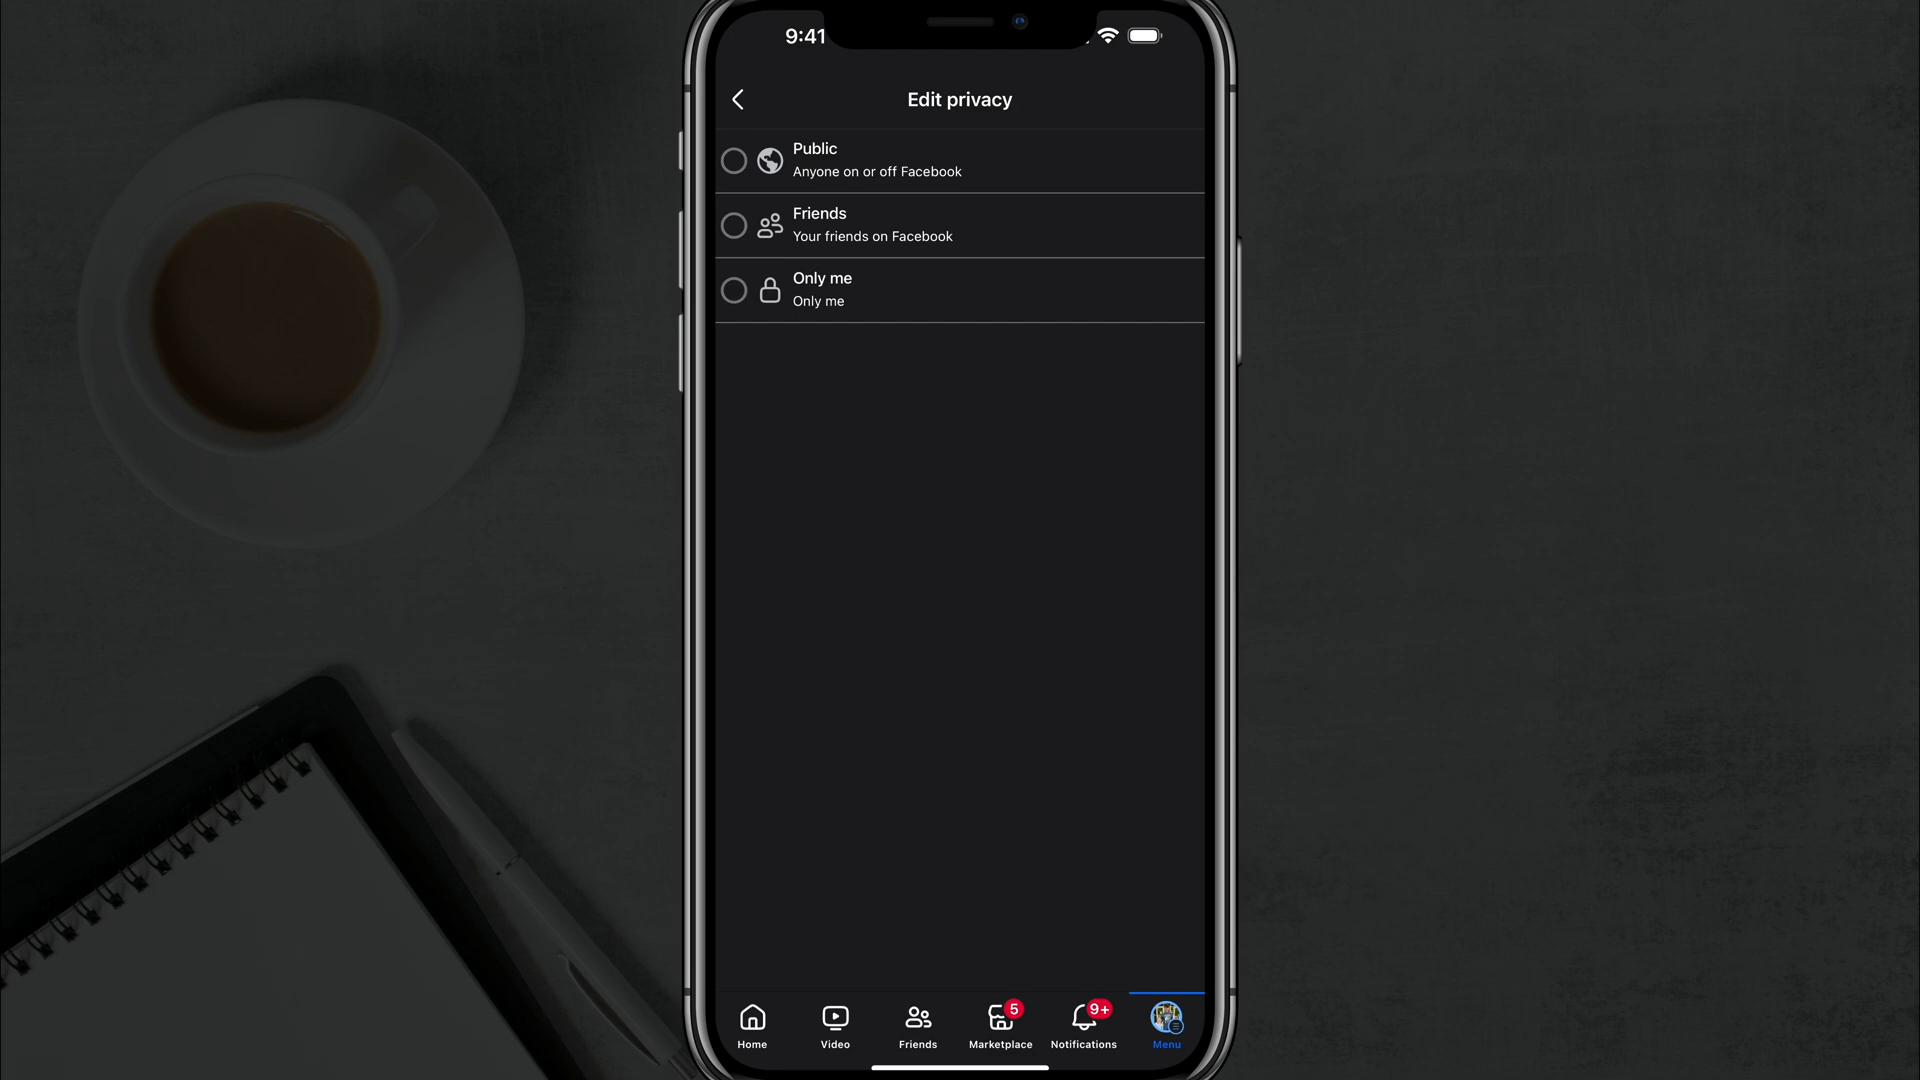 9:41
Edit privacy
Public
Anyone on or off Facebook
Friends
Your friends on Facebook
Only me
Only me
5
9+
Home
Video
Friends
Marketplace
Notifications
Menu